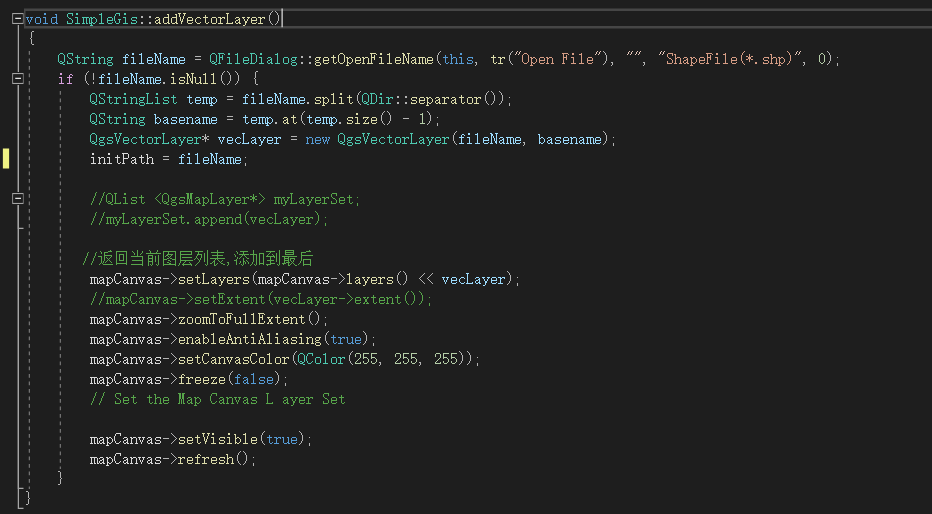 void SimpleGis::addVectorLayer()
{
QString fileName = QFileDialog::getOpenFileName(this, tr("Open File"), "", "ShapeFile(*.shp)", 0);
if (!fileName.isNull()) {
QStringList temp = fileName.split(QDir::separator());
QString basename = temp.at(temp.size() - 1);
QgsVectorLayer* vecLayer = new QgsVectorLayer(fileName, basename);
initPath = fileName;
//QList <QgsMapLayer*> myLayerSet;
//myLayerSet.append(vecLayer);
//返回当前图层列表,添加到最后
mapCanvas->setLayers(mapCanvas->layers() << vecLayer);
//mapCanvas->setExtent(vecLayer->extent());
mapCanvas->zoomToFullExtent();
mapCanvas->enableAntiAliasing(true);
mapCanvas->setCanvasColor(QColor(255, 255, 255));
mapCanvas->freeze(false);
// Set the Map Canvas L ayer Set
mapCanvas->setVisible(true);
mapCanvas->refresh();
}
}